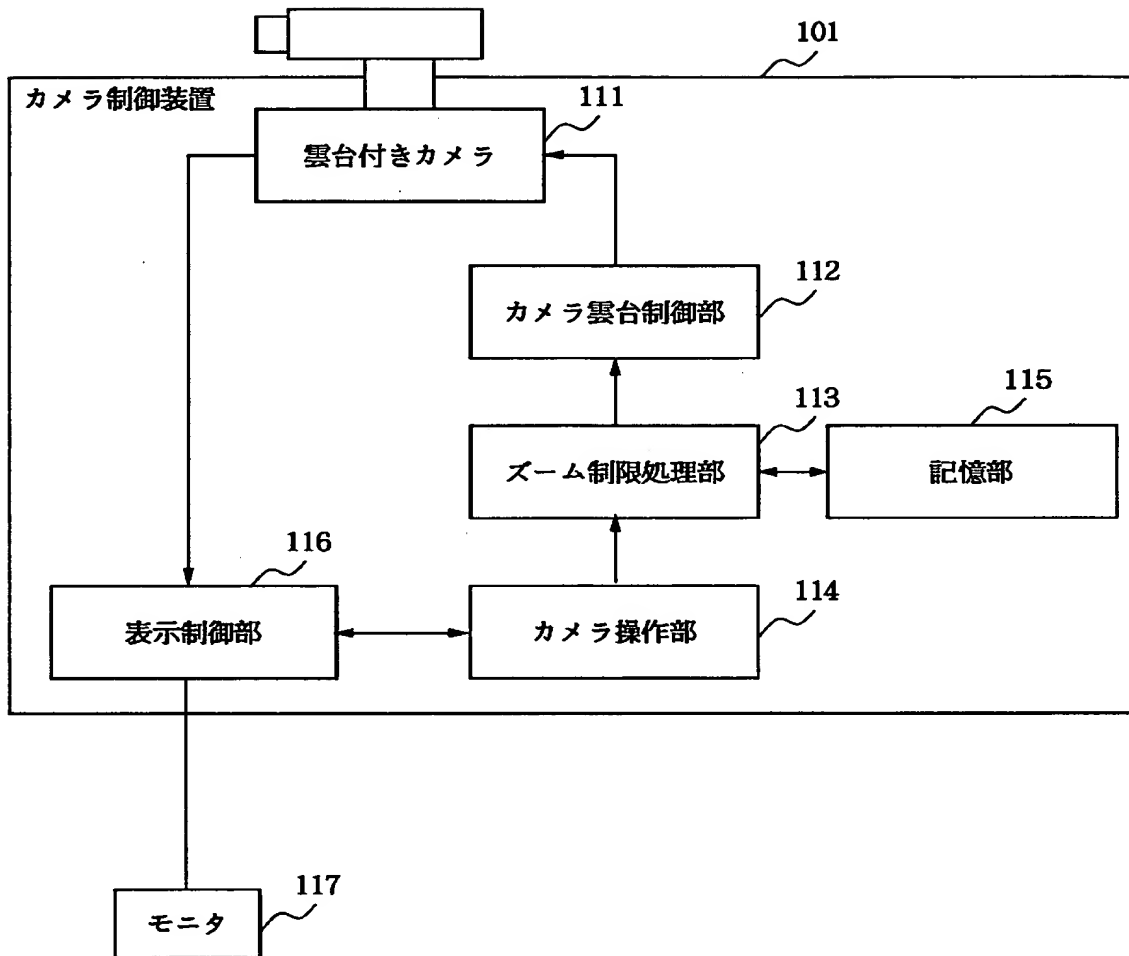 101
カメラ制御装置
111
雲台付きカメラ
112
カメラ雲台制御部
113
115
ズーム制限処理部
記憶部
116
114
表示制御部
カメラ操作部
117
モニタ